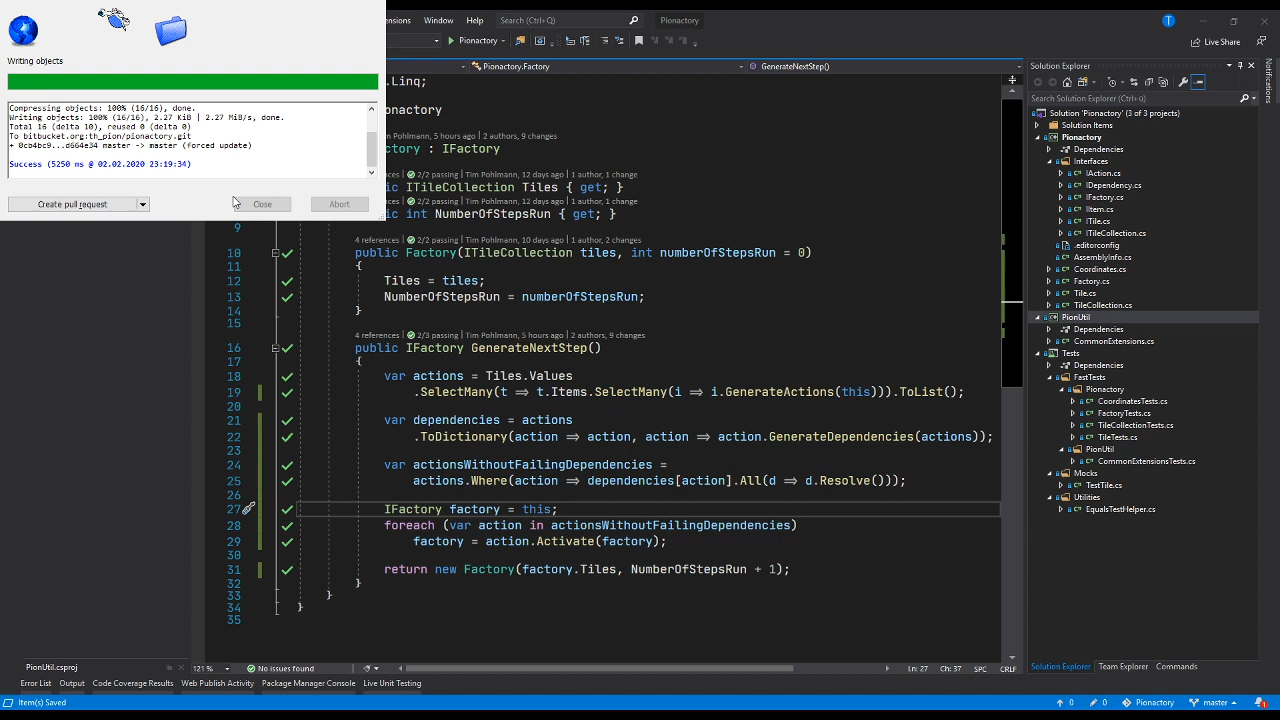 Writing objects
Compressing objects: 100% (16/16), done.
Writing objects: 100% (16/16), 2.27 KiB | 2.27 MiB/s, done.
Total 16 (delta 10), reused 0 (delta 0)
To bitbucket.org:th_pion/pionactory.git
+ 0cb4bc9...d664e34 master -> master (forced update)
Success (5250 ms @ 02.02.2020 23:19:34)
Create pull request
Close
Abort
ensions Window Help Search (Ctrl+Q) Pionactory T
Pionactory Live Share
Pionactory.Factory GenerateNextStep()
.Linq;
onactory
im Pohlmann, 5 hours ago | 2 authors, 9 changes
ctory : IFactory
ences | 2/2 passing | Tim Pohlmann, 12 days ago | 1 author, 1 change
ic ITileCollection Tiles { get; }
ences | 2/2 passing | Tim Pohlmann, 12 days ago | 1 author, 1 change
ic int NumberOfStepsRun { get; }
9
4 references | 2/2 passing | Tim Pohlmann, 10 days ago | 1 author, 2 changes
10 public Factory(ITileCollection tiles, int numberOfStepsRun = 0)
11 {
12 Tiles = tiles;
13 NumberOfStepsRun = numberOfStepsRun;
14 }
15
4 references | 2/3 passing | Tim Pohlmann, 5 hours ago | 2 authors, 9 changes
16 public IFactory GenerateNextStep()
17 {
18 var actions = Tiles.Values
19 .SelectMany(t => t.Items.SelectMany(i => i.GenerateActions(this))).ToList();
20
21 var dependencies = actions
22 .ToDictionary(action => action, action => action.GenerateDependencies(actions));
23
24 var actionsWithoutFailingDependencies =
25 actions.Where(action => dependencies[action].All(d => d.Resolve()));
26
27 IFactory factory = this;
28 foreach (var action in actionsWithoutFailingDependencies)
29 factory = action.Activate(factory);
30
31 return new Factory(factory.Tiles, NumberOfStepsRun + 1);
32 }
33 }
34 }
35
Solution Explorer
Search Solution Explorer (Ctrl+ü)
Solution 'Pionactory' (3 of 3 projects)
Solution Items
Pionactory
Dependencies
Interfaces
IAction.cs
IDependency.cs
IFactory.cs
IItem.cs
ITile.cs
ITileCollection.cs
.editorconfig
AssemblyInfo.cs
Coordinates.cs
Factory.cs
Tile.cs
TileCollection.cs
PionUtil
Dependencies
CommonExtensions.cs
Tests
Dependencies
FastTests
Pionactory
CoordinatesTests.cs
FactoryTests.cs
TileCollectionTests.cs
TileTests.cs
PionUtil
CommonExtensionsTests.cs
Mocks
TestTile.cs
Utilities
EqualsTestHelper.cs
Notifications
PionUtil.csproj 121 % No issues found Ln: 27 Ch: 37 SPC CRLF
Solution Explorer Team Explorer Commands
Error List Output Code Coverage Results Web Publish Activity Package Manager Console Live Unit Testing
Item(s) Saved 0 0 Pionactory master 1